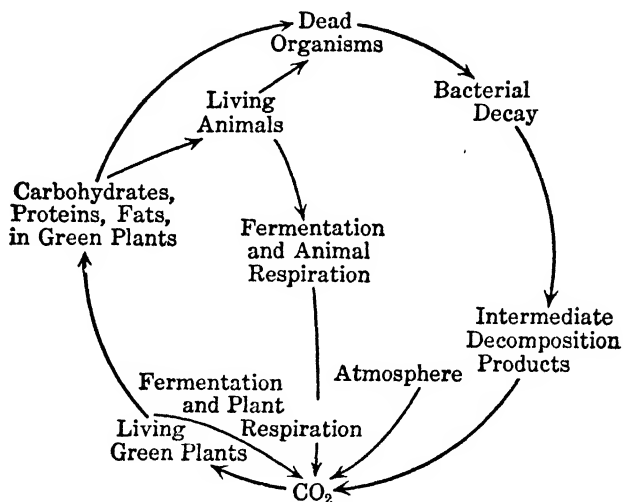 Dead
Organisms
Bacterial
Decay
Living
Animals
Carbohydrates,
Proteins, Fats,
in Green Plants
Fermentation
and Animal
Respiration
Intermediate
Decomposition
Products
Atmosphere
Fermentation
and Plant
Respiration
Living
Green Plants
CO₂